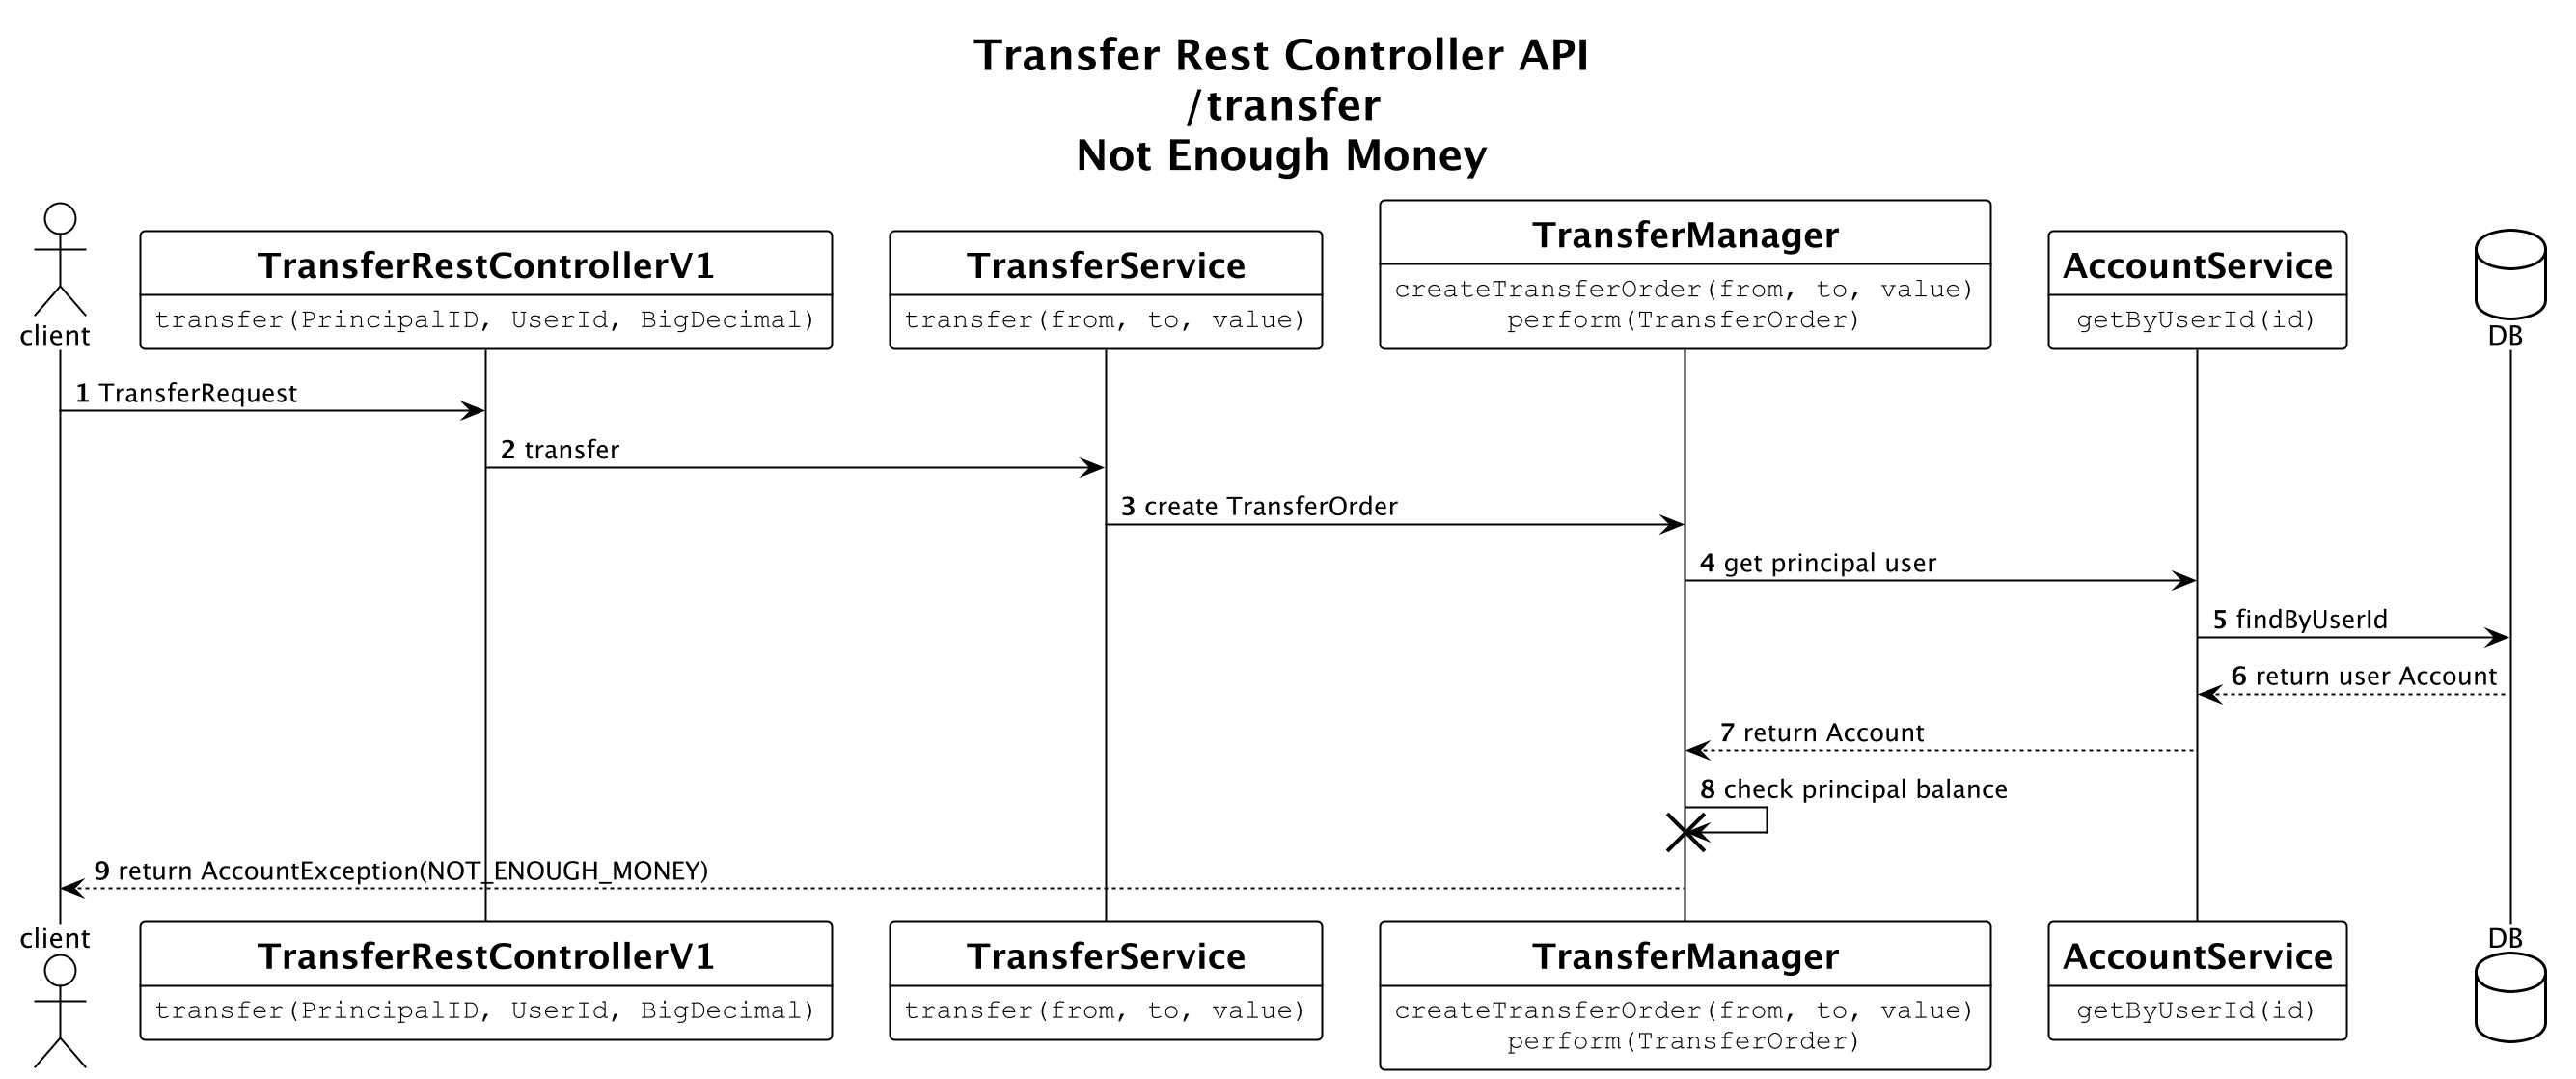 Transfer Rest Controller API
/transfer
Not Enough Money
client
TransferRestControllerV1
transfer(PrincipalID, UserId, BigDecimal)
TransferService
transfer(from, to, value)
TransferManager
createTransferOrder(from, to, value)
perform(TransferOrder)
AccountService
getByUserId(id)
DB
1 TransferRequest
2 transfer
3 create TransferOrder
4 get principal user
5 findByUserId
6 return user Account
7 return Account
8 check principal balance
9 return AccountException(NOT_ENOUGH_MONEY)
client
TransferRestControllerV1
transfer(PrincipalID, UserId, BigDecimal)
TransferService
transfer(from, to, value)
TransferManager
createTransferOrder(from, to, value)
perform(TransferOrder)
AccountService
getByUserId(id)
DB